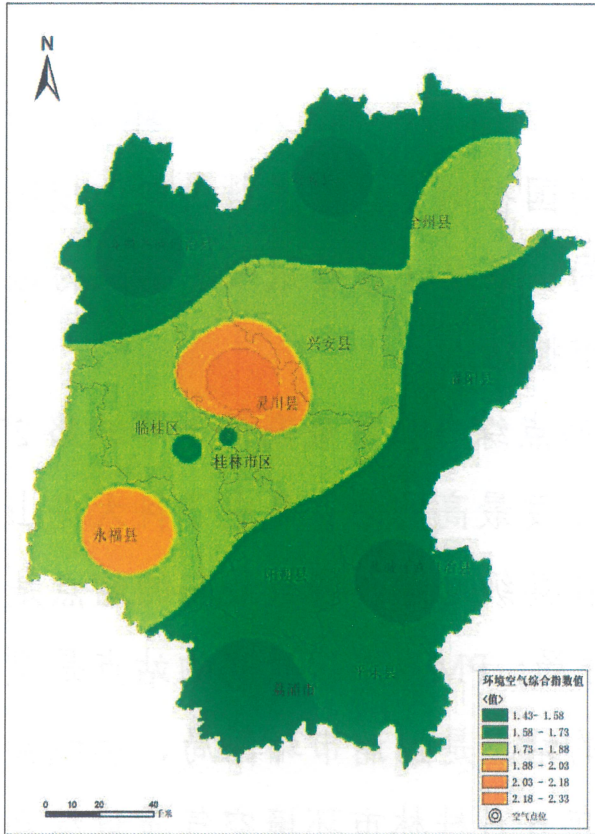 N
全州县
兴安县
灵川县
临桂区
桂林市区
永福县
荔浦市
0 10 20 40
千米
环境空气综合指数值
<值>
1.43- 1.58
1.58 - 1.73
1.73 - 1.88
1.88 - 2.03
2.03 - 2.18
2.18 - 2.33
空气点位